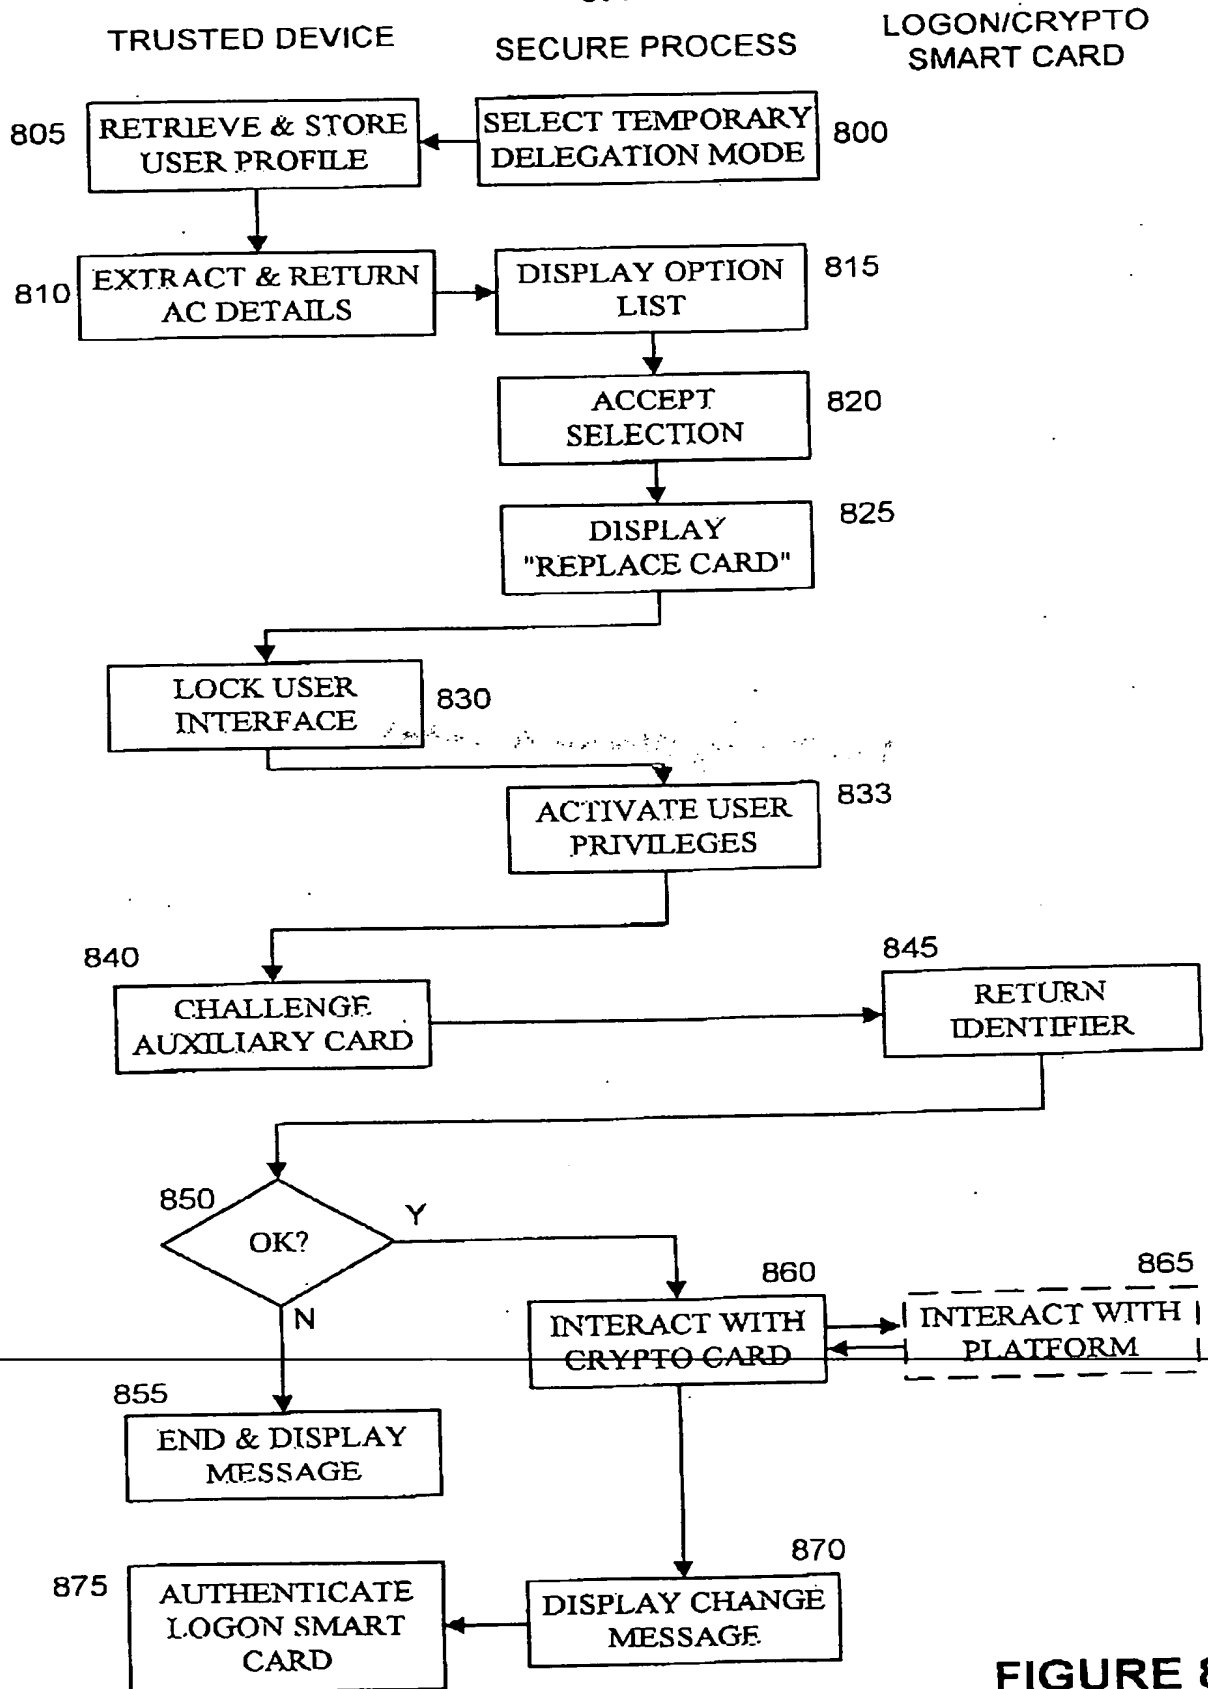 TRUSTED DEVICE
SECURE PROCESS
LOGON/CRYPTO
SMART CARD
805
RETRIEVE & STORE
USER PROFILE
SELECT TEMPORARY
DELEGATION MODE
800
810
EXTRACT & RETURN
AC DETAILS
DISPLAY OPTION
LIST
815
ACCEPT
SELECTION
820
DISPLAY
"REPLACE CARD"
825
LOCK USER
INTERFACE
830
ACTIVATE USER
PRIVILEGES
833
840
CHALLENGE
AUXILIARY CARD
845
RETURN
IDENTIFIER
850
OK?
Y
N
860
INTERACT WITH
CRYPTO CARD
865
INTERACT WITH
PLATFORM
855
END & DISPLAY
MESSAGE
870
DISPLAY CHANGE
MESSAGE
875
AUTHENTICATE
LOGON SMART
CARD
FIGURE 8